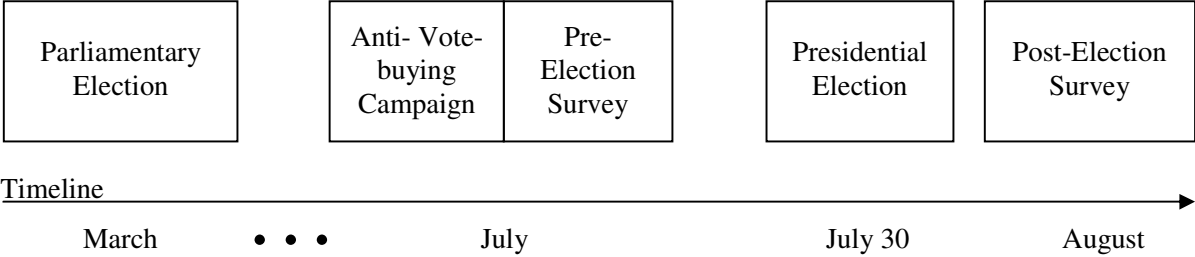 Parliamentary
Election
Anti- Vote-
buying
Campaign
Pre-
Election
Survey
Presidential
Election
Post-Election
Survey
Timeline
March
• • •
July
July 30
August